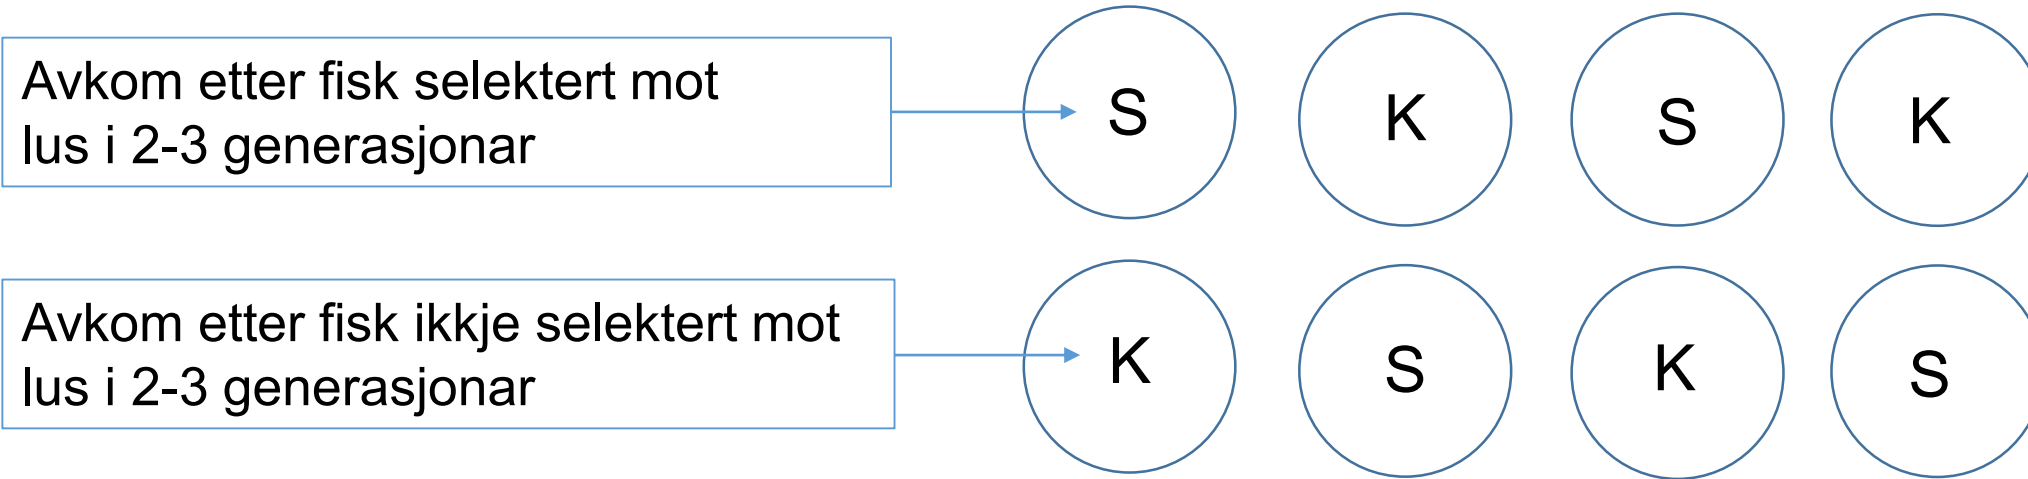 Avkom etter fisk selektert mot
lus i 2-3 generasjonar
S K S K
Avkom etter fisk ikkje selektert mot
lus i 2-3 generasjonar
K S K S